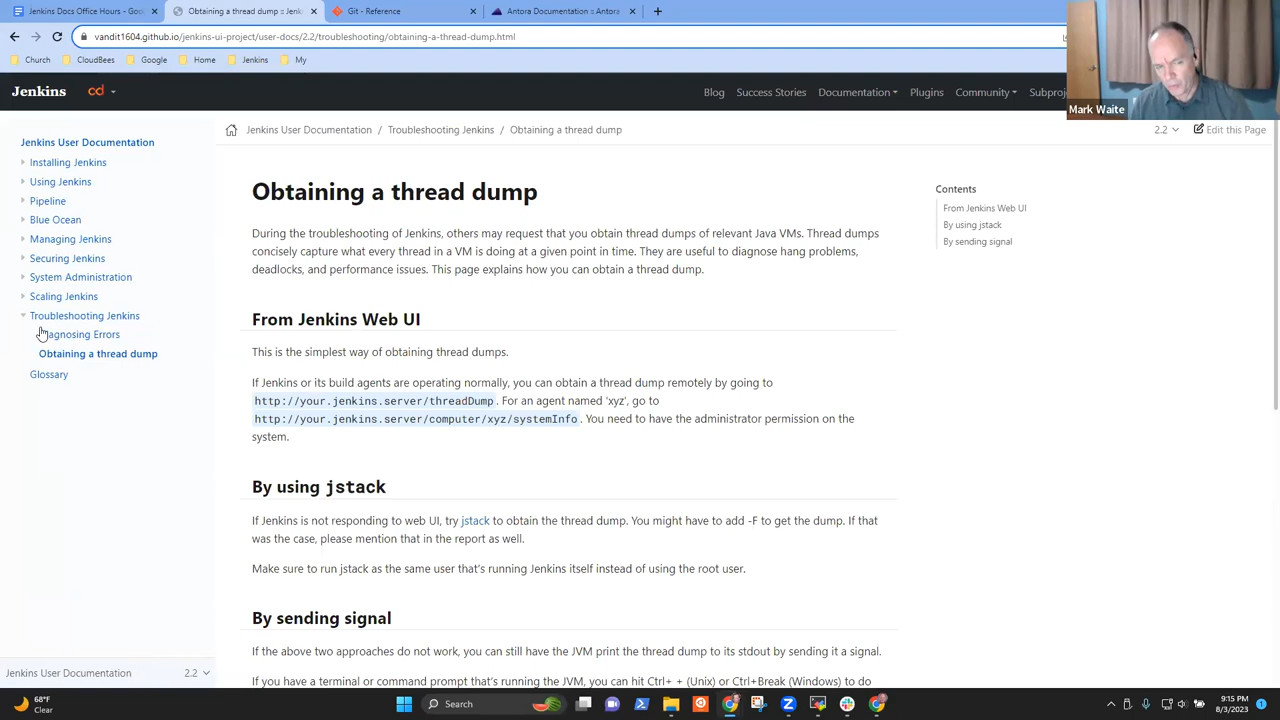 Jenkins Docs Office Hours - Goo
Obtaining a thread dump :: Jenk
Git - Reference
Antora Documentation :: Antora
vandit1604.github.io/jenkins-ui-project/user-docs/2.2/troubleshooting/obtaining-a-thread-dump.html
Church
CloudBees
Google
Home
Jenkins
My
Mark Waite
Jenkins
cd
Blog
Success Stories
Documentation
Plugins
Community
Subproj
Jenkins User Documentation
Installing Jenkins
Using Jenkins
Pipeline
Blue Ocean
Managing Jenkins
Securing Jenkins
System Administration
Scaling Jenkins
Troubleshooting Jenkins
agnosing Errors
Obtaining a thread dump
Glossary
Jenkins User Documentation 2.2
Jenkins User Documentation / Troubleshooting Jenkins / Obtaining a thread dump
2.2
Edit this Page
Obtaining a thread dump
During the troubleshooting of Jenkins, others may request that you obtain thread dumps of relevant Java VMs. Thread dumps
concisely capture what every thread in a VM is doing at a given point in time. They are useful to diagnose hang problems,
deadlocks, and performance issues. This page explains how you can obtain a thread dump.
From Jenkins Web UI
This is the simplest way of obtaining thread dumps.
If Jenkins or its build agents are operating normally, you can obtain a thread dump remotely by going to
http://your.jenkins.server/threadDump. For an agent named 'xyz', go to
http://your.jenkins.server/computer/xyz/systemInfo. You need to have the administrator permission on the
system.
By using jstack
If Jenkins is not responding to web UI, try jstack to obtain the thread dump. You might have to add -F to get the dump. If that
was the case, please mention that in the report as well.
Make sure to run jstack as the same user that's running Jenkins itself instead of using the root user.
By sending signal
If the above two approaches do not work, you can still have the JVM print the thread dump to its stdout by sending it a signal.
If you have a terminal or command prompt that's running the JVM, you can hit Ctrl+ + (Unix) or Ctrl+Break (Windows) to do
Contents
From Jenkins Web UI
By using jstack
By sending signal
68°F
Clear
Search
9:15 PM
8/3/2023